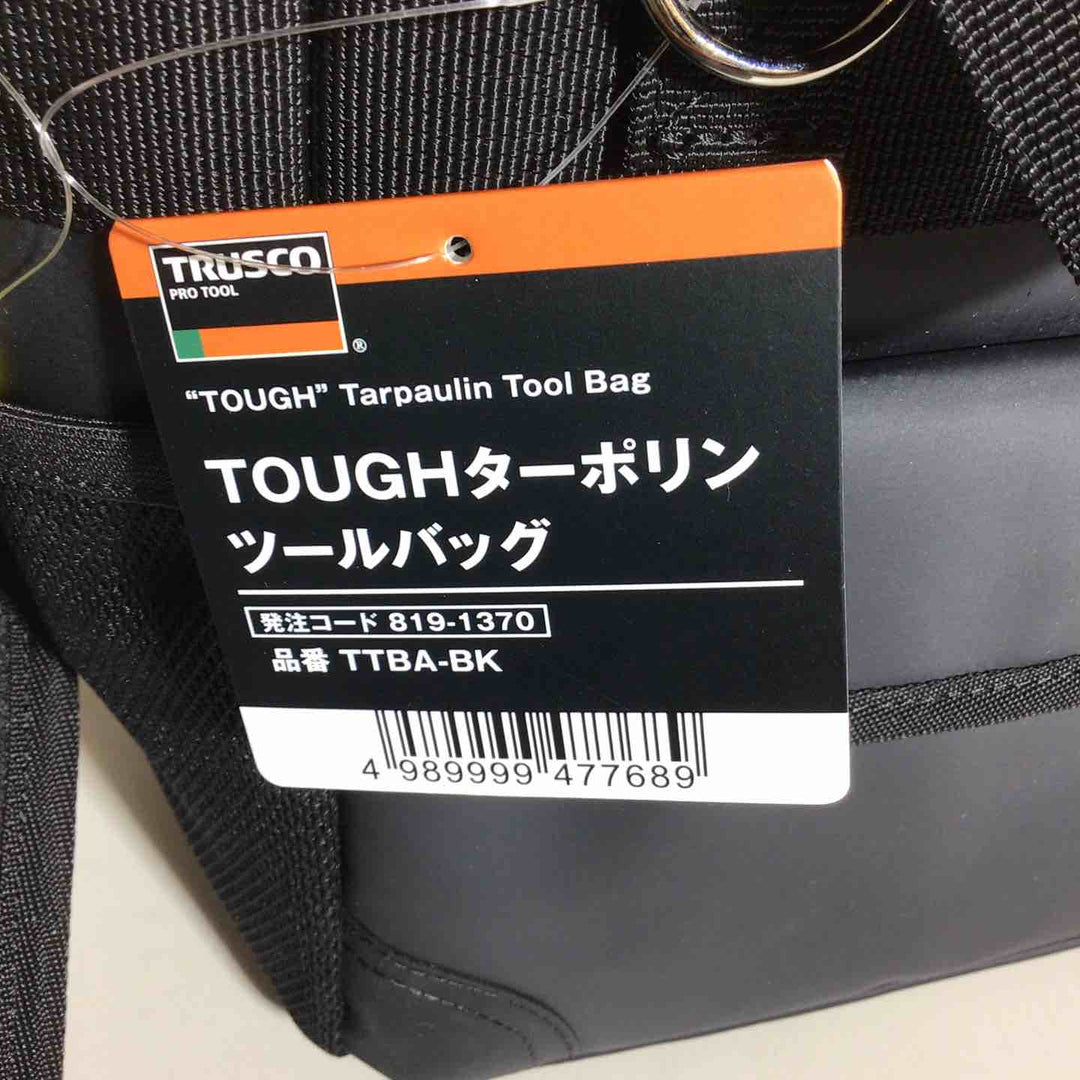 TRUSCO
PRO TOOL
®
“TOUGH” Tarpaulin Tool Bag
TOUGHターポリン
ツールバッグ
発注コード 819-1370
品番 TTBA-BK
4 989999 477689